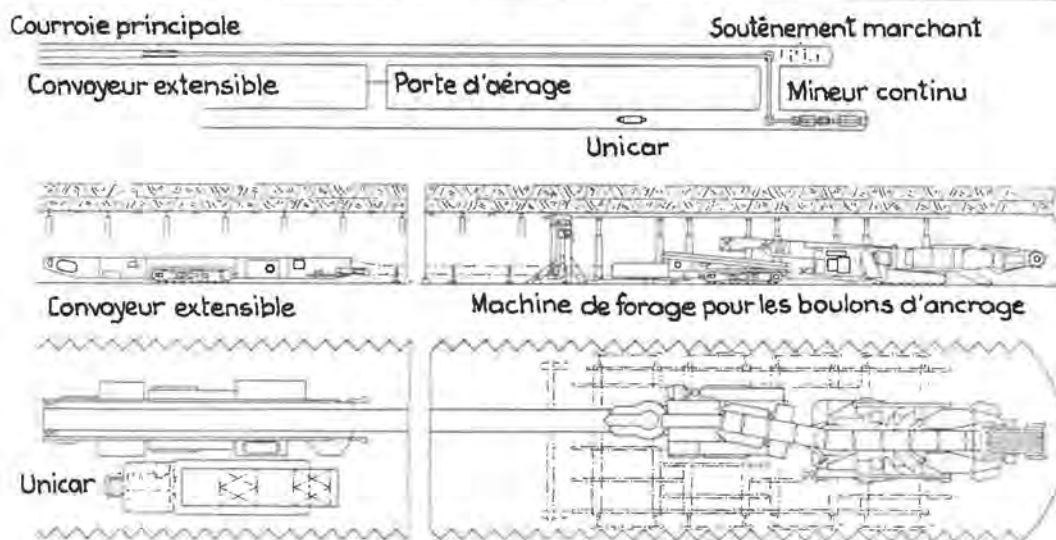 Courroie principale
Soutènement marchant
Convoyeur extensible
Porte d'aérage
Mineur continu
Unicar
Convoyeur extensible
Machine de forage pour les boulons d'ancrage
Unicar